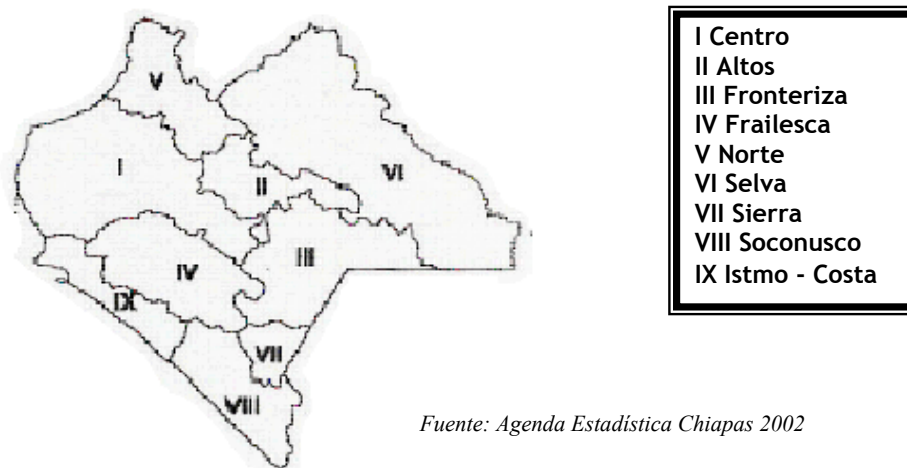 V
I
II
VI
III
IV
IX
VII
VIII
I Centro
II Altos
III Fronteriza
IV Frailesca
V Norte
VI Selva
VII Sierra
VIII Soconusco
IX Istmo - Costa
Fuente: Agenda Estadística Chiapas 2002